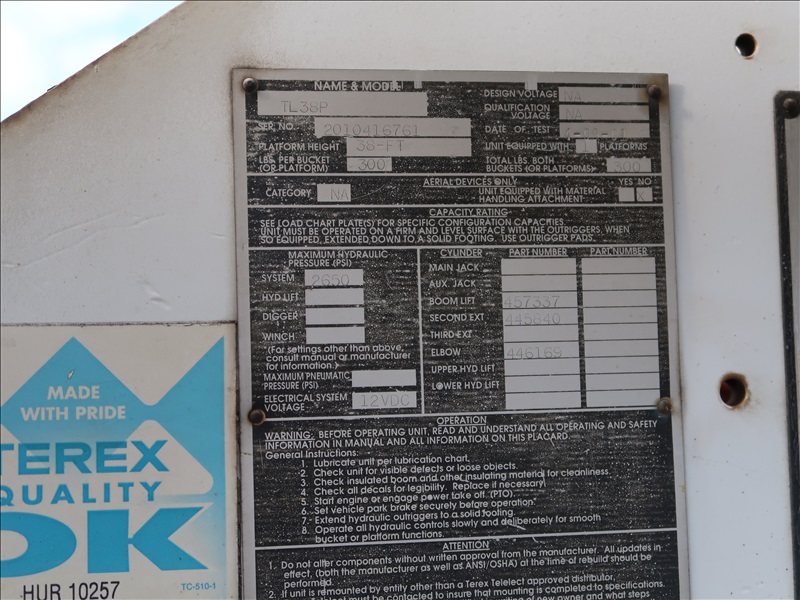 NAME & MODEL
TL38P
SER. NO. 2010416761
PLATFORM HEIGHT 38-FT
LBS. PER BUCKET
(OR PLATFORM) 300
DESIGN VOLTAGE NA
QUALIFICATION
VOLTAGE NA
DATE OF TEST
UNIT EQUIPPED WITH 1 PLATFORMS
TOTAL LBS. BOTH
BUCKETS (OR PLATFORMS) 300
AERIAL DEVICES ONLY
CATEGORY NA
UNIT EQUIPPED WITH MATERIAL
HANDLING ATTACHMENT
YES NO
X
CAPACITY RATING
SEE LOAD CHART PLATE(S) FOR SPECIFIC CONFIGURATION CAPACITIES.
UNIT MUST BE OPERATED ON A FIRM AND LEVEL SURFACE WITH THE OUTRIGGERS, WHEN
SO EQUIPPED, EXTENDED DOWN TO A SOLID FOOTING. USE OUTRIGGER PADS.
MAXIMUM HYDRAULIC
PRESSURE (PSI)
SYSTEM 2650
HYD LIFT
DIGGER
WINCH
(For settings other than above,
consult manual or manufacturer
for information.)
MAXIMUM PNEUMATIC
PRESSURE (PSI)
ELECTRICAL SYSTEM
VOLTAGE 12VDC
CYLINDER PART NUMBER PART NUMBER
MAIN JACK
AUX. JACK
BOOM LIFT 457337
SECOND EXT 445840
THIRD EXT
ELBOW 446169
UPPER HYD LIFT
LOWER HYD LIFT
OPERATION
WARNING: BEFORE OPERATING UNIT, READ AND UNDERSTAND ALL OPERATING AND SAFETY
INFORMATION IN MANUAL AND ALL INFORMATION ON THIS PLACARD.
General Instructions:
1. Lubricate unit per lubrication chart.
2. Check unit for visible defects or loose objects.
3. Check insulated boom and other insulating material for cleanliness.
4. Check all decals for legibility. Replace if necessary.
5. Start engine or engage power take off. (PTO).
6. Set vehicle park brake securely before operation.
7. Extend hydraulic outriggers to a solid footing.
8. Operate all hydraulic controls slowly and deliberately for smooth
bucket or platform functions.
ATTENTION
1. Do not alter components without written approval from the manufacturer. All updates in
effect, (both the manufacturer as well as ANSI/OSHA) at the time of rebuild should be
performed.
2. If unit is remounted by entity other than a Terex Telelect approved distributor,
must be contacted to insure that mounting is completed to specifications.
of new owner and what steps
MADE
WITH PRIDE
TEREX
QUALITY
OK
HUR 10257
TC-510-1